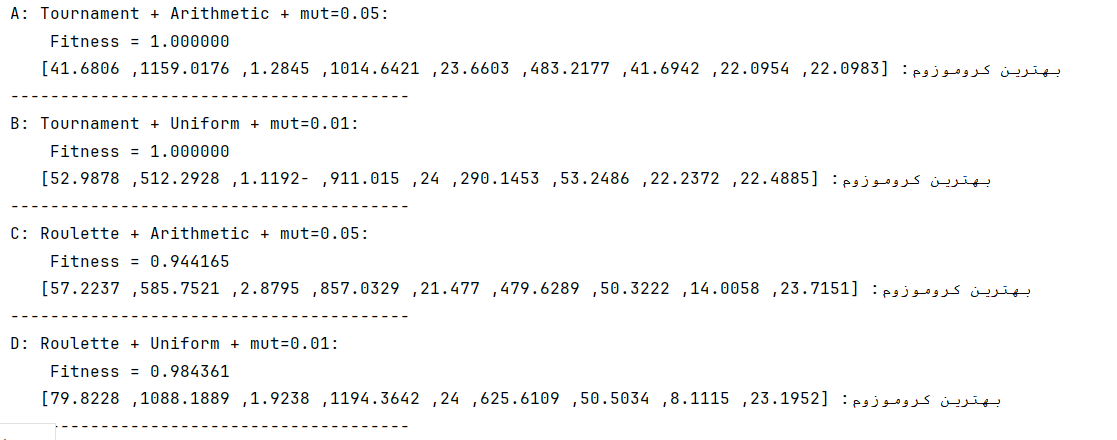 A: Tournament + Arithmetic + mut=0.05:
Fitness = 1.000000
بهترین کروموزوم: [22.0983, 22.0954, 41.6942, 483.2177, 23.6603, 1014.6421, 1.2845, 1159.0176, 41.6806]
----------------------------------------
B: Tournament + Uniform + mut=0.01:
Fitness = 1.000000
بهترین کروموزوم: [22.4885, 22.2372, 53.2486, 290.1453, 24, 911.015, -1.1192, 512.2928, 52.9878]
----------------------------------------
C: Roulette + Arithmetic + mut=0.05:
Fitness = 0.944165
بهترین کروموزوم: [23.7151, 14.0058, 50.3222, 479.6289, 21.477, 857.0329, 2.8795, 585.7521, 57.2237]
----------------------------------------
D: Roulette + Uniform + mut=0.01:
Fitness = 0.984361
بهترین کروموزوم: [23.1952, 8.1115, 50.5034, 625.6109, 24, 1194.3642, 1.9238, 1088.1889, 79.8228]
-----------------------------------